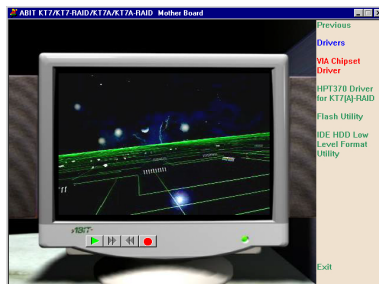 ABIT KT7/KT7-RAID/KT7A/KT7A-RAID Mother Board
Previous
Drivers
VIA Chipset
Driver
HPT370 Driver
for KT7(A)-RAID
Flash Utility
IDE HDD Low
Level Format
Utility
ABIT
Exit